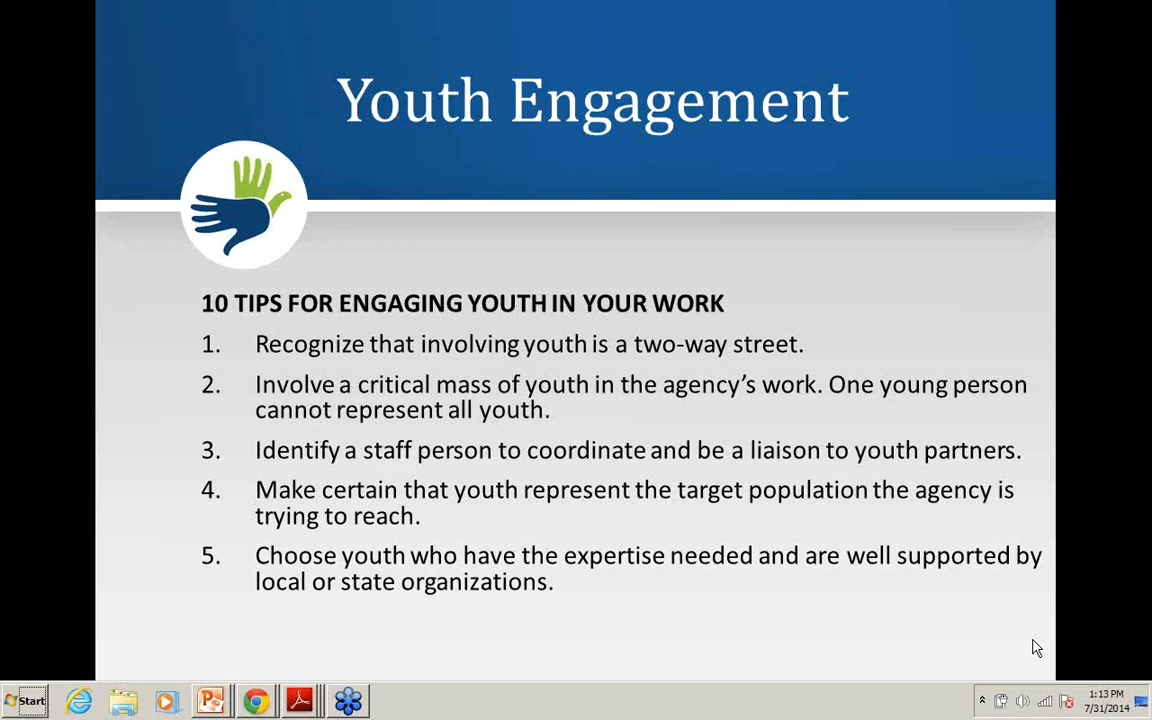 Youth Engagement
10 TIPS FOR ENGAGING YOUTH IN YOUR WORK
1. Recognize that involving youth is a two-way street.
2. Involve a critical mass of youth in the agency's work. One young person
cannot represent all youth.
3. Identify a staff person to coordinate and be a liaison to youth partners.
4. Make certain that youth represent the target population the agency is
trying to reach.
5. Choose youth who have the expertise needed and are well supported by
local or state organizations.
Start
1:13 PM
7/31/2014